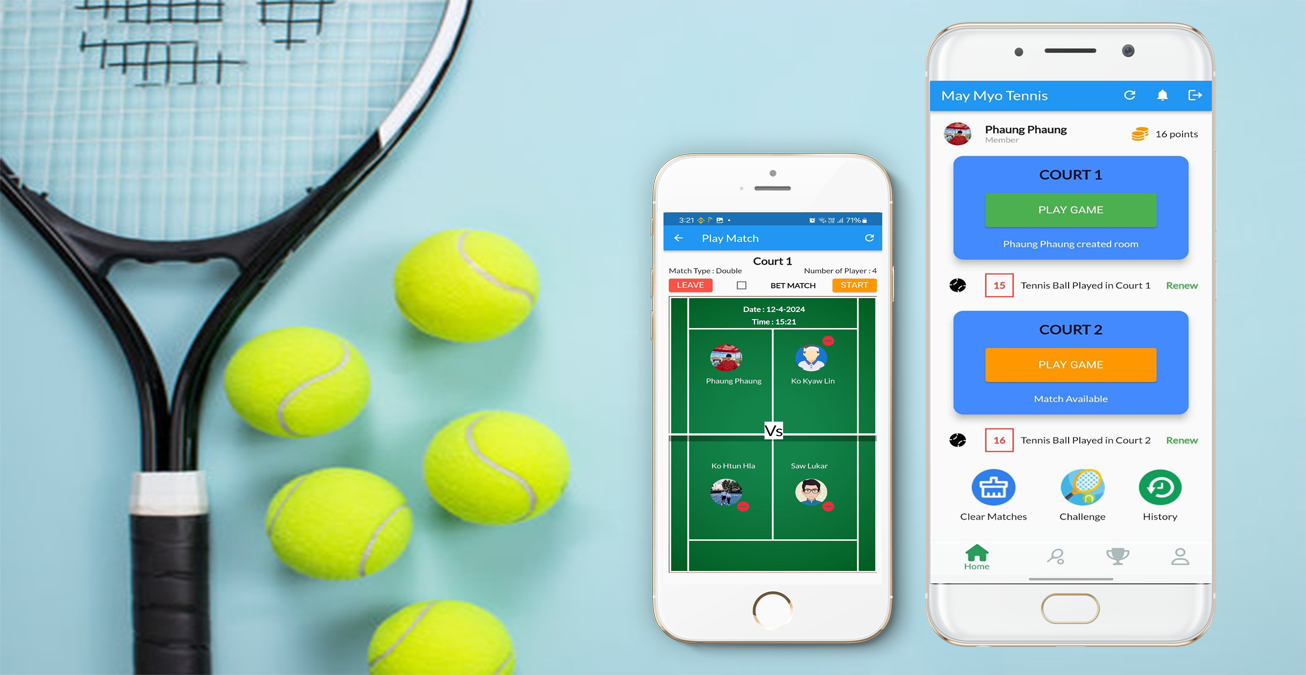 3:21
71%
Play Match
Court 1
Match Type : Double
Number of Player : 4
LEAVE
BET MATCH
START
Date : 12-4-2024
Time : 15:21
Phaung Phaung
Ko Kyaw Lin
Vs
Ko Htun Hla
Saw Lukar
May Myo Tennis
Phaung Phaung
Member
16 points
COURT 1
PLAY GAME
Phaung Phaung created room
15 Tennis Ball Played in Court 1 Renew
COURT 2
PLAY GAME
Match Available
16 Tennis Ball Played in Court 2 Renew
Clear Matches
Challenge
History
Home